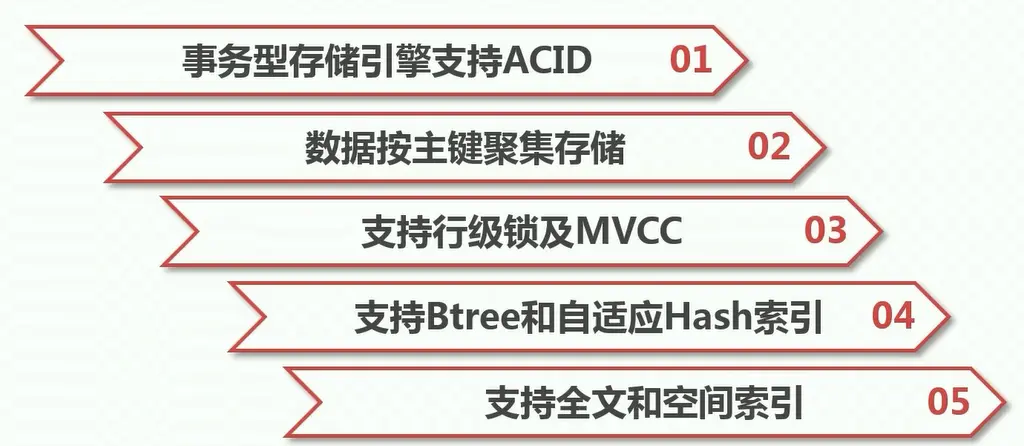 事务型存储引擎支持ACID 01
数据按主键聚集存储 02
支持行级锁及MVCC 03
支持Btree和自适应Hash索引 04
支持全文和空间索引 05